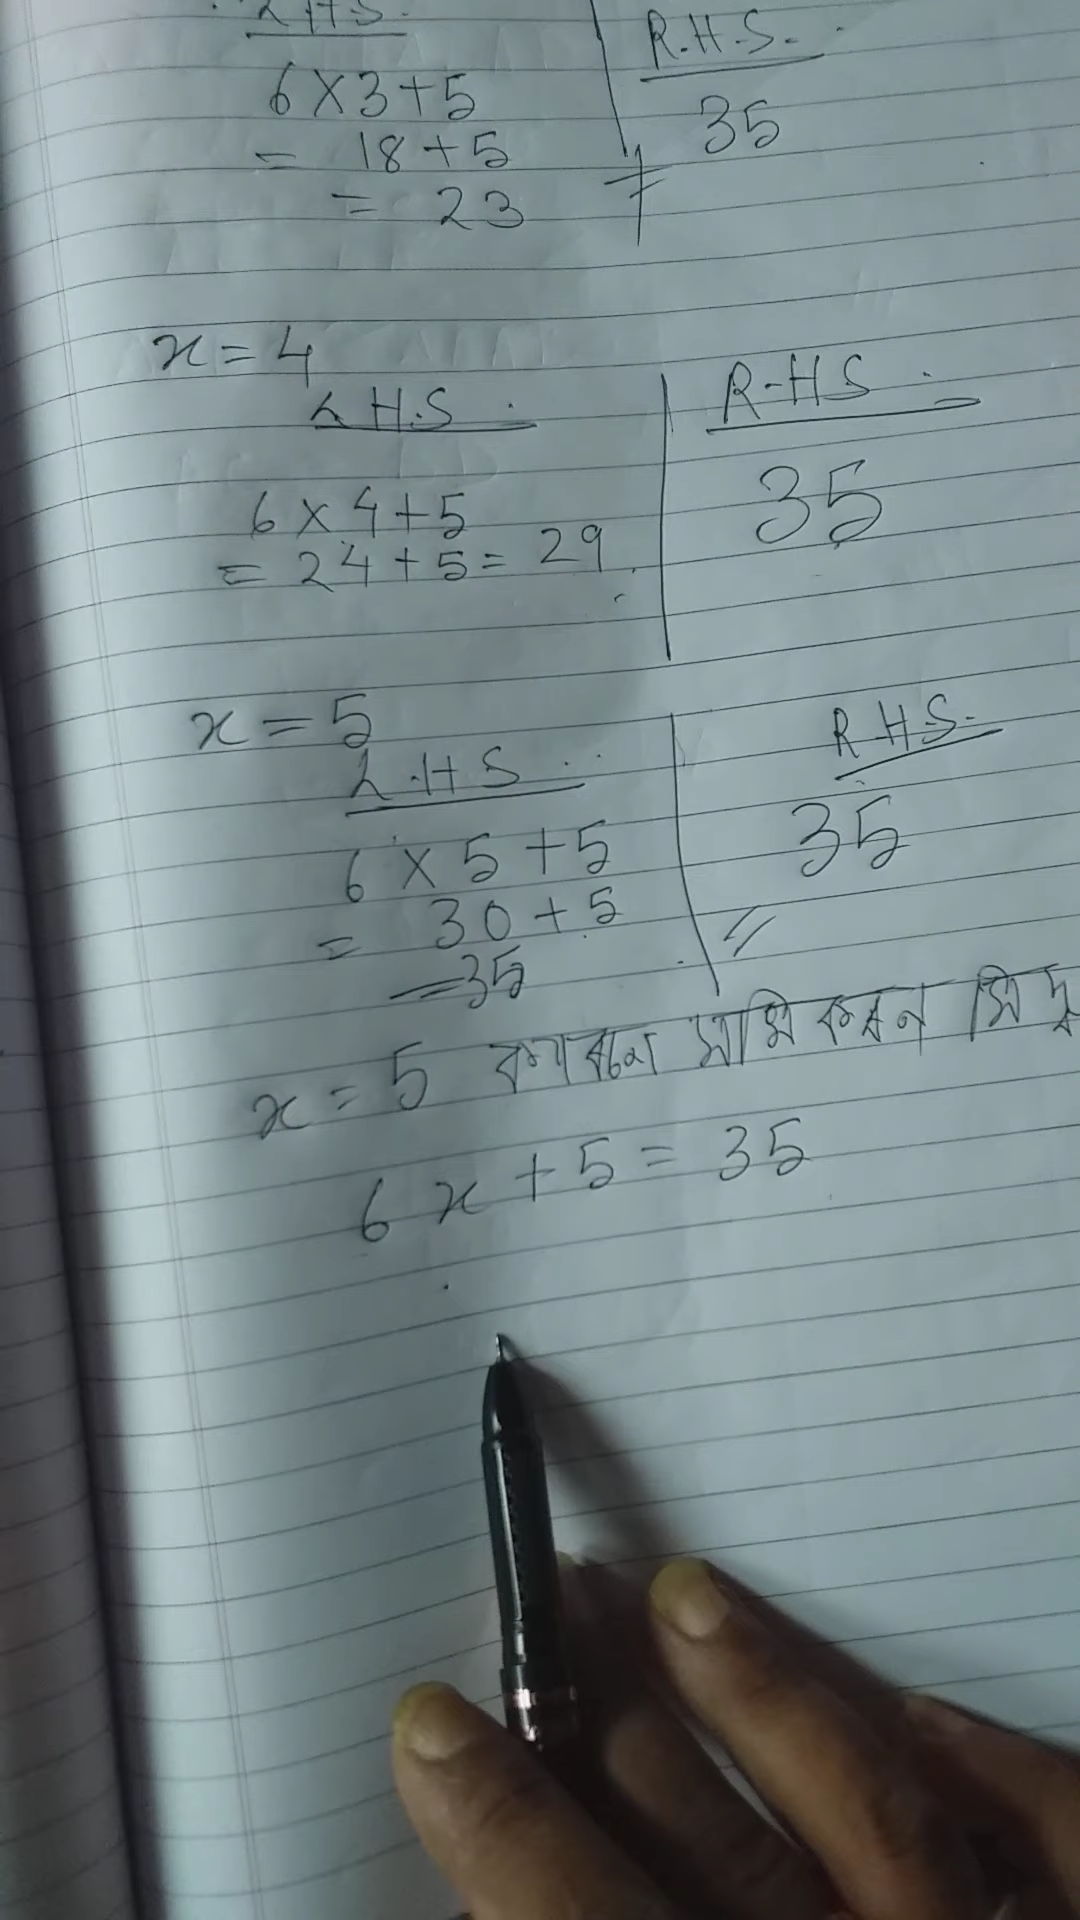 L H S.
R.H.S.
6×3+5
35
= 18+5
= 23
≠
x=4
L H.S.
R-HS
6×4+5
35
= 24+5= 29
x=5
L.H S
R.H.S.
6×5+5
35
= 30+5
=35
=
x=5
6x+5=35